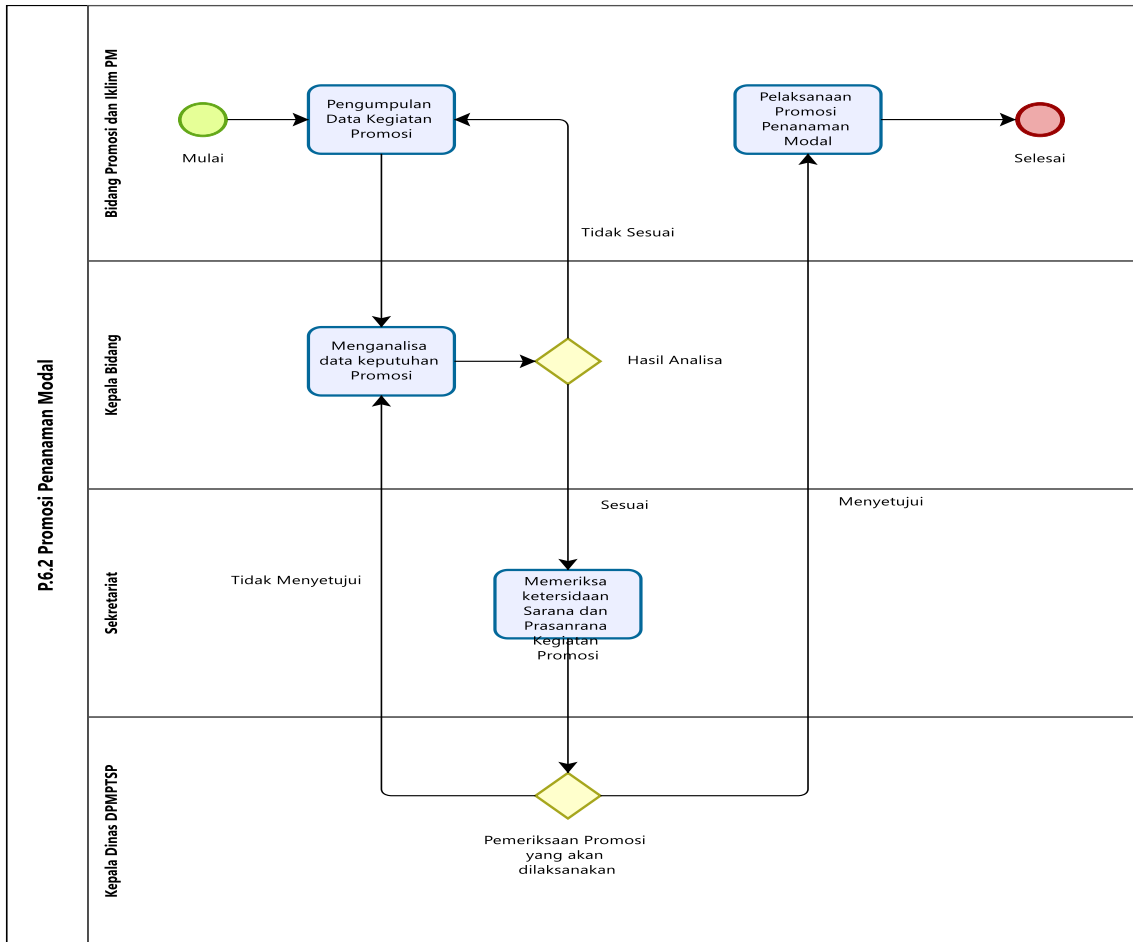 P.6.2 Promosi Penanaman Modal
Bidang Promosi dan Iklim PM
Mulai
Pengumpulan
Data Kegiatan
Promosi
Pelaksanaan
Promosi
Penanaman
Modal
Selesai
Tidak Sesuai
Kepala Bidang
Menganalisa
data keputuhan
Promosi
Hasil Analisa
Sekretariat
Sesuai
Menyetujui
Tidak Menyetujui
Memeriksa
ketersidaan
Sarana dan
Prasanrana
Kegiatan
Promosi
Kepala Dinas DPMPTSP
Pemeriksaan Promosi
yang akan
dilaksanakan